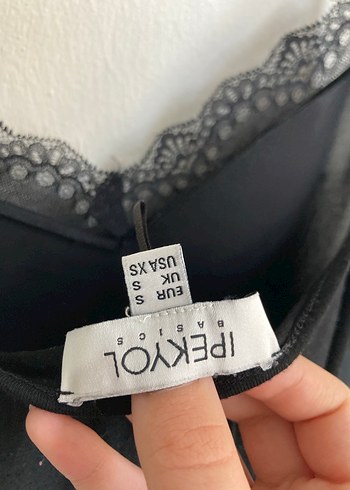 IPEKYOL
BASICS
EUR S
UK S
USA XS